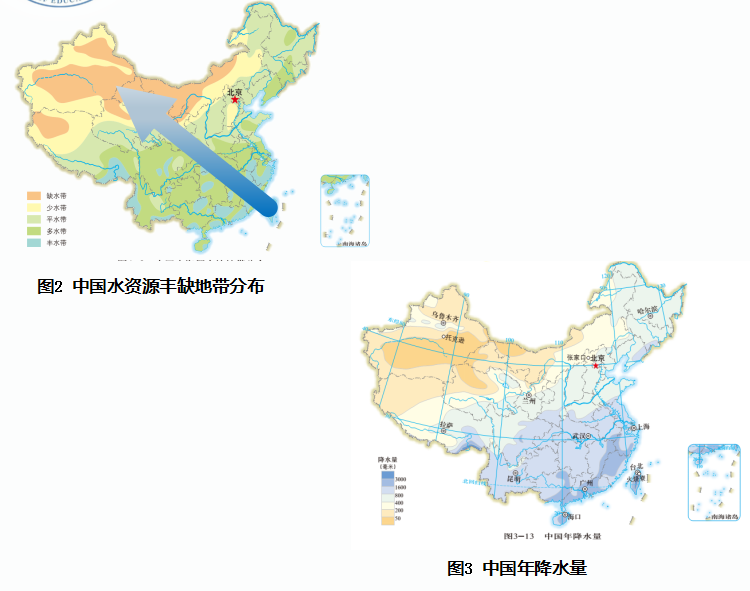 北京
缺水带
少水带
平水带
多水带
丰水带
南海诸岛
图2 中国水资源丰缺地带分布
哈尔滨
乌鲁木齐
托克逊
张家口
北京
兰州
拉萨
上海
武汉
台北
火烧寮
昆明
广州
海口
降水量
(毫米)
3000
1600
800
400
200
50
南海诸岛
图3-13 中国年降水量
图3 中国年降水量